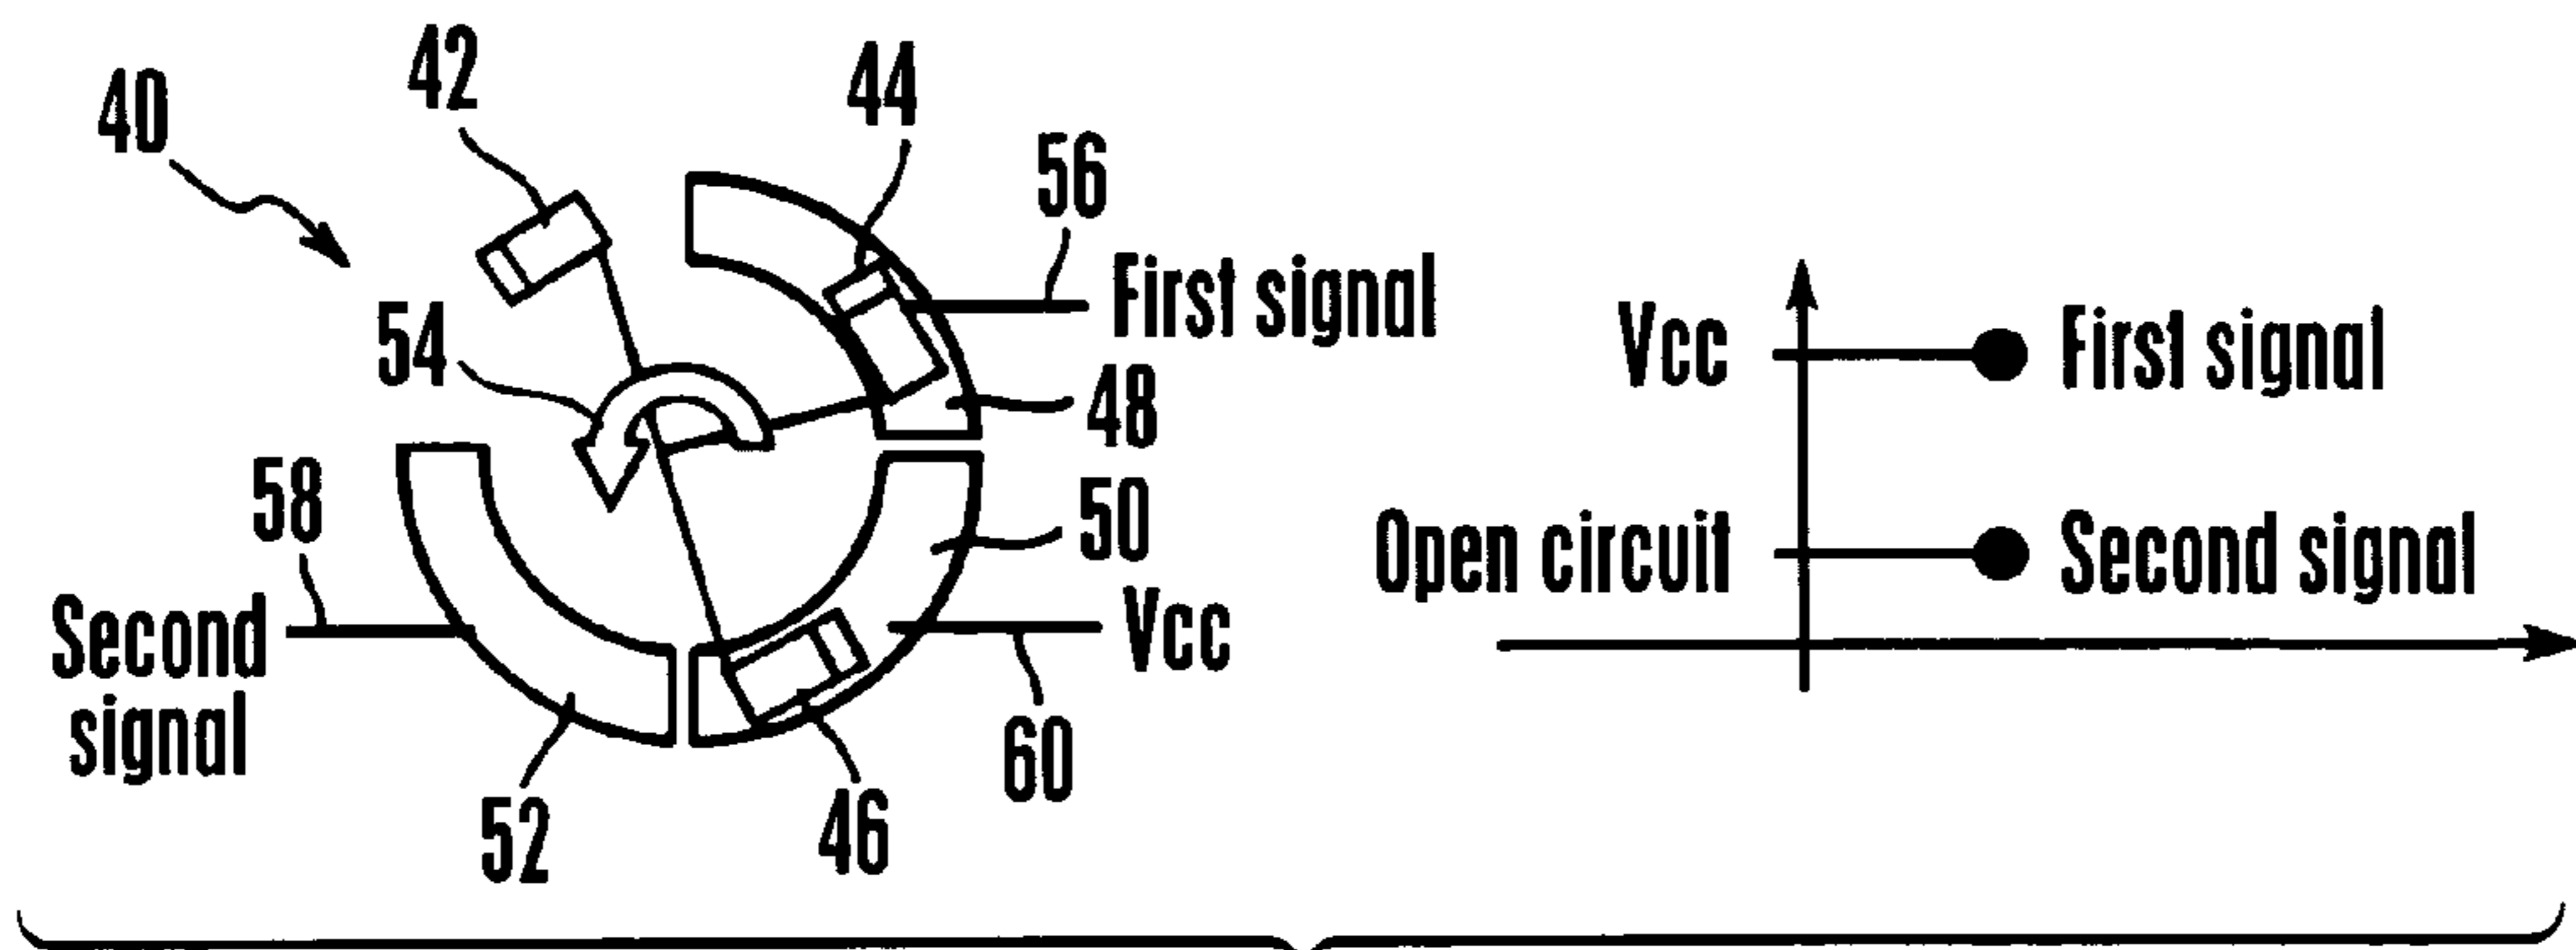 40
42
44
56
First signal
54
48
58
50
Second
signal
Vcc
52
46
60
Vcc
First signal
Open circuit
Second signal